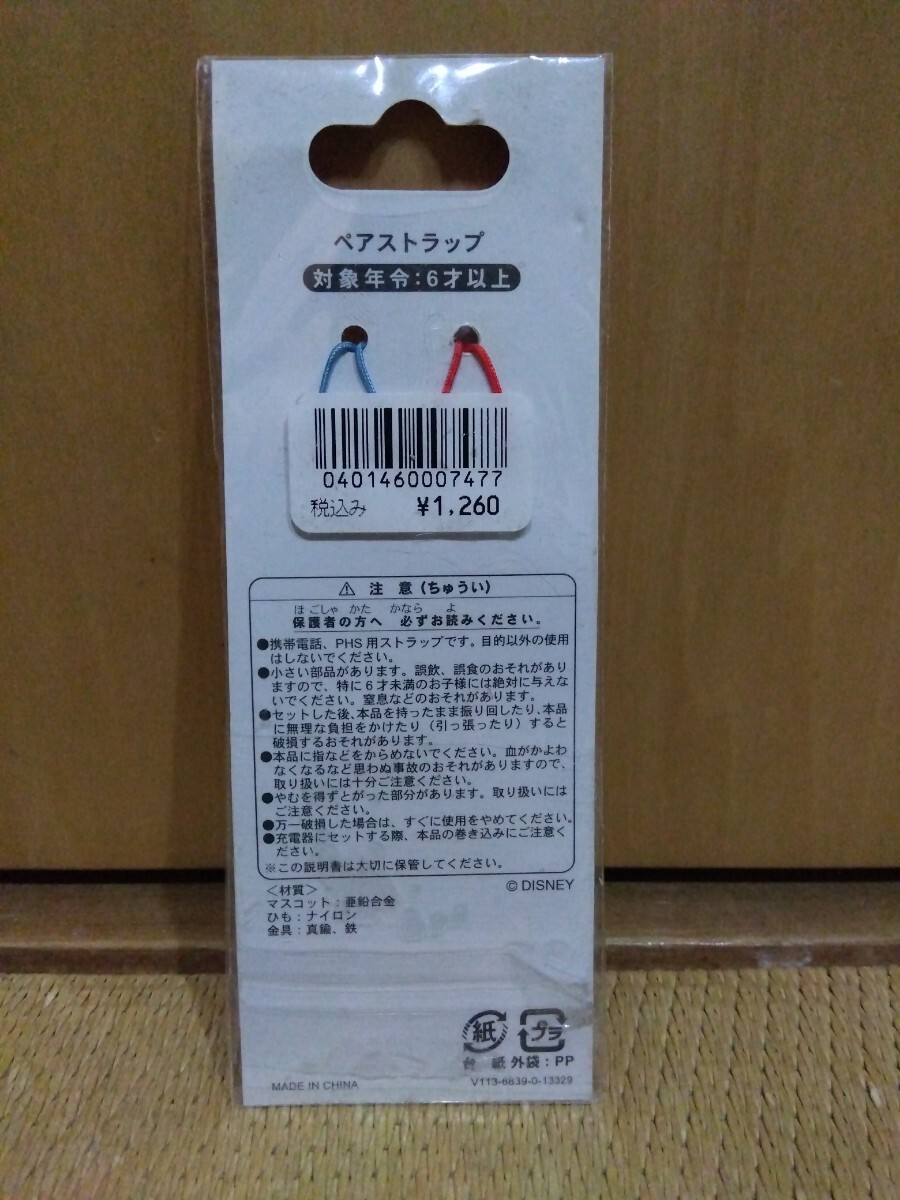 ペアストラップ
対象年令:6才以上
0401460007477
税込み ¥1,260
⚠ 注意(ちゅうい)
ほごしゃ かた かなら よ
保護者の方へ 必ずお読みください。
●携帯電話、PHS用ストラップです。目的以外の使用
はしないでください。
●小さい部品があります。誤飲、誤食のおそれがあり
ますので、特に6才未満のお子様には絶対に与えな
いでください。窒息などのおそれがあります。
●セットした後、本品を持ったまま振り回したり、本品
に無理な負担をかけたり(引っ張ったり)すると
破損するおそれがあります。
●本品に指などをからめないでください。血がかよわ
なくなるなど思わぬ事故のおそれがありますので、
取り扱いには十分ご注意ください。
●やむを得ずとがった部分があります。取り扱いには
ご注意ください。
●万一破損した場合は、すぐに使用をやめてください。
●充電器にセットする際、本品の巻き込みにご注意く
ださい。
※この説明書は大切に保管してください。
© DISNEY
<材質>
マスコット:亜鉛合金
ひも:ナイロン
金具:真鍮、鉄
紙 プラ
台紙 外袋:PP
MADE IN CHINA
V113-6839-0-13329